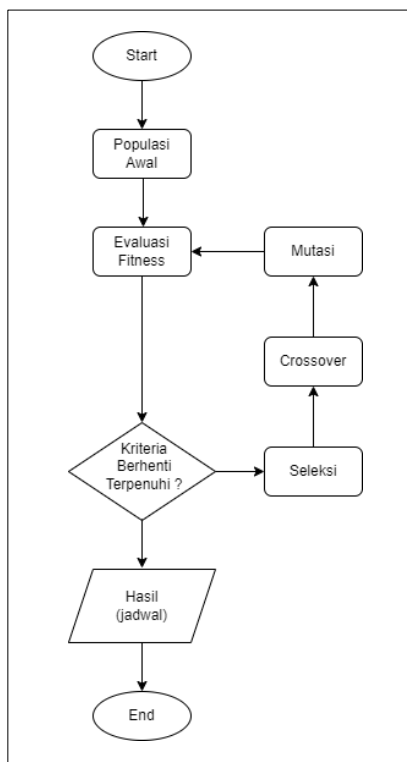 Start
Populasi
Awal
Evaluasi
Fitness
Mutasi
Crossover
Kriteria
Berhenti
Terpenuhi ?
Seleksi
Hasil
(jadwal)
End